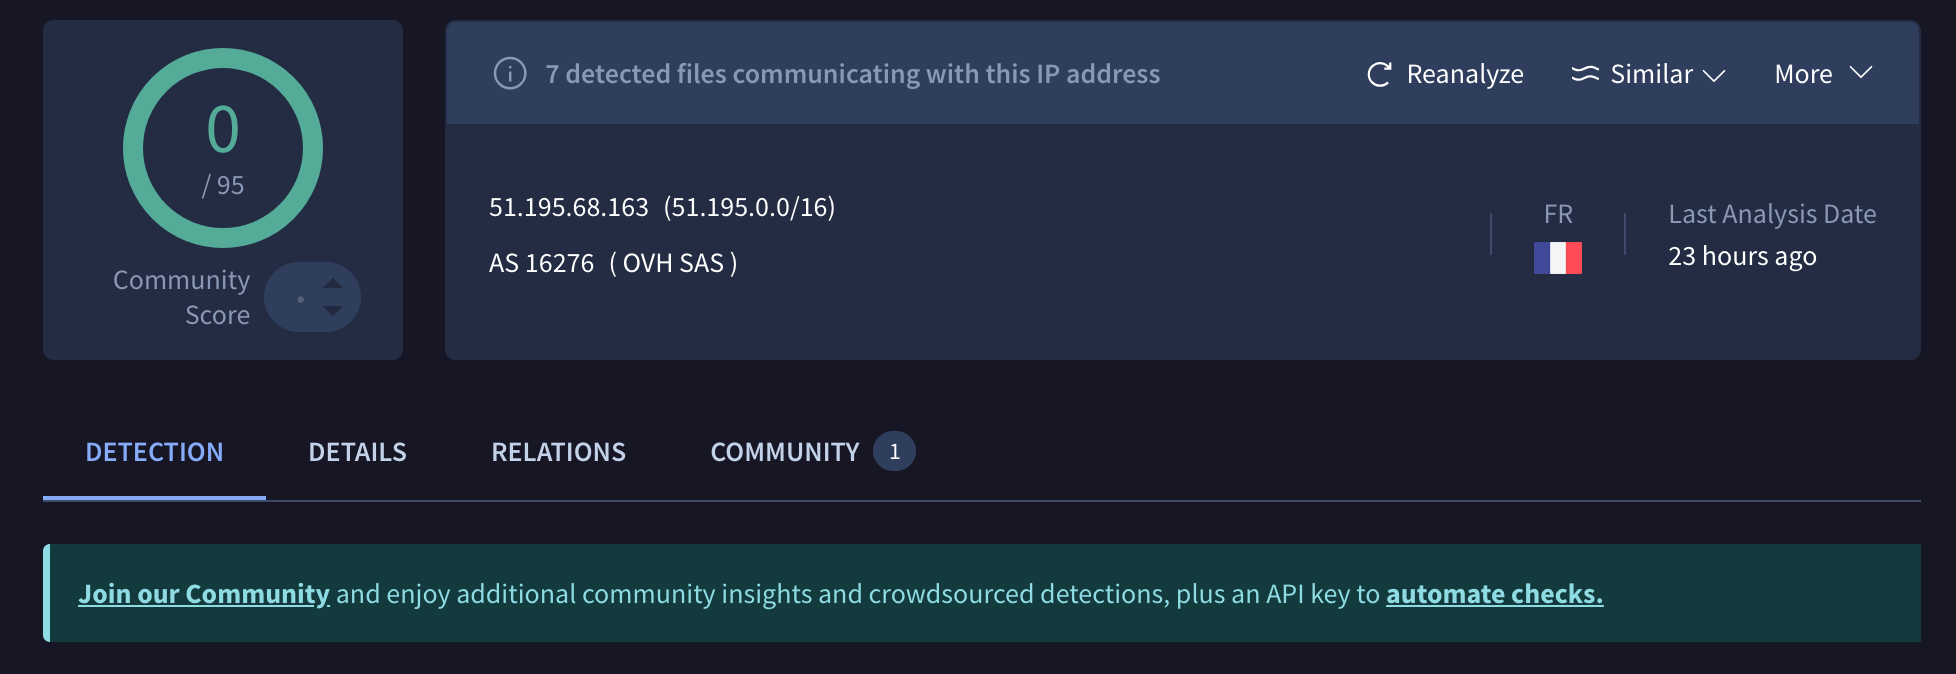 0
/ 95
Community
Score
7 detected files communicating with this IP address
Reanalyze
Similar
More
51.195.68.163 (51.195.0.0/16)
AS 16276 ( OVH SAS )
FR
Last Analysis Date
23 hours ago
DETECTION
DETAILS
RELATIONS
COMMUNITY 1
Join our Community and enjoy additional community insights and crowdsourced detections, plus an API key to automate checks.